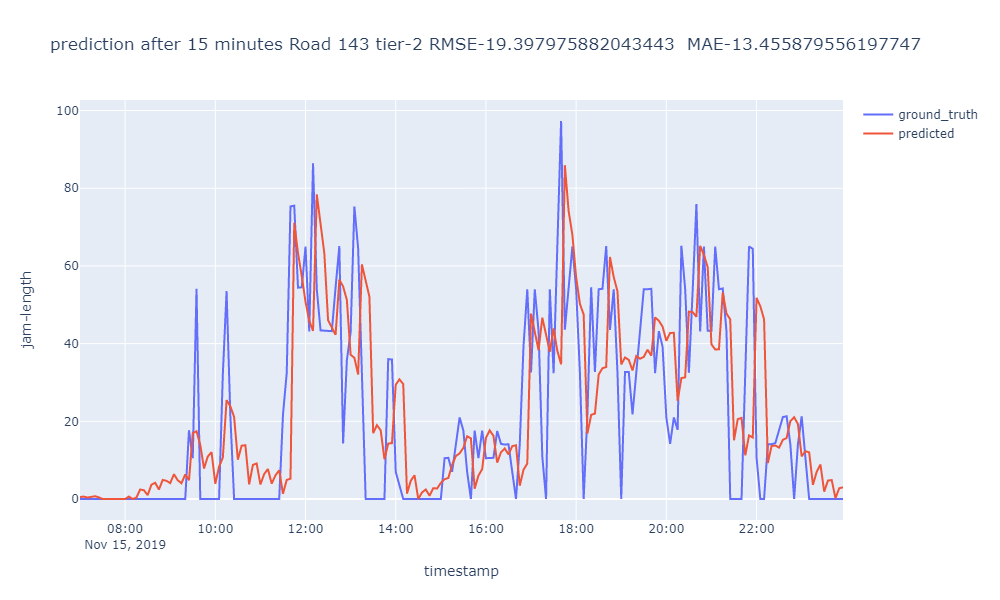 prediction after 15 minutes Road 143 tier-2 RMSE-19.397975882043443  MAE-13.455879556197747
ground_truth
predicted
100
80
60
40
20
0
jam-length
08:00 10:00 12:00 14:00 16:00 18:00 20:00 22:00
Nov 15, 2019
timestamp